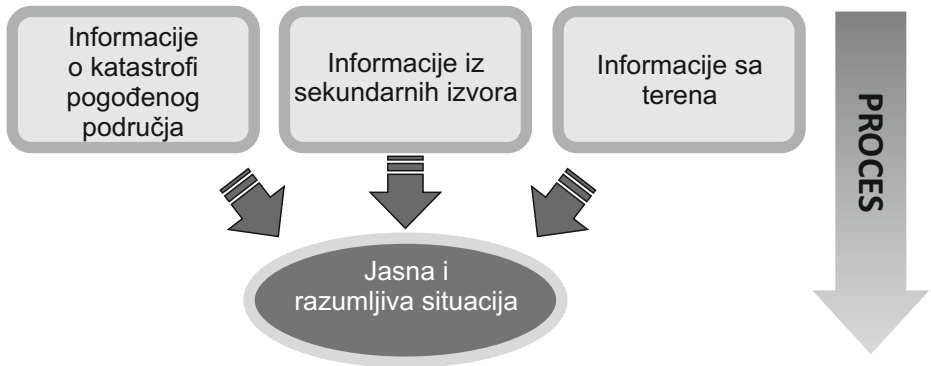 Informacije
o katastrofi
pogođenog
područja
Informacije iz
sekundarnih izvora
Informacije sa
terena
PROCES
Jasna i
razumljiva situacija